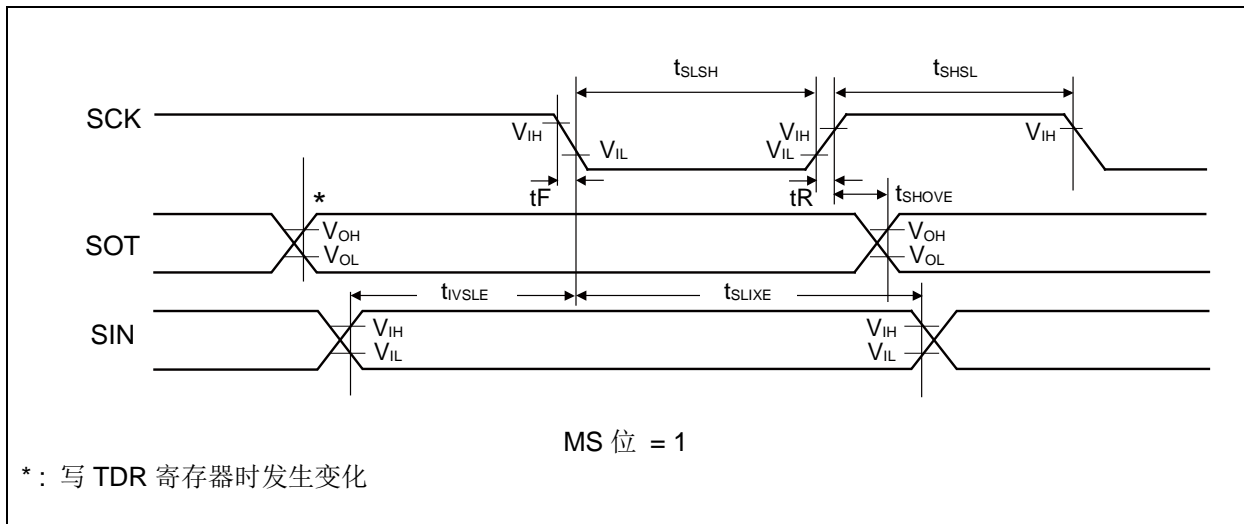 tSLSH tSHSL
SCK VIH VIL VIH VIL VIH
tF tR tSHOVE
*
SOT VOH VOL VOH VOL
tIVSLE tSLIXE
SIN VIH VIL VIH VIL
MS 位 = 1
*: 写 TDR 寄存器时发生变化